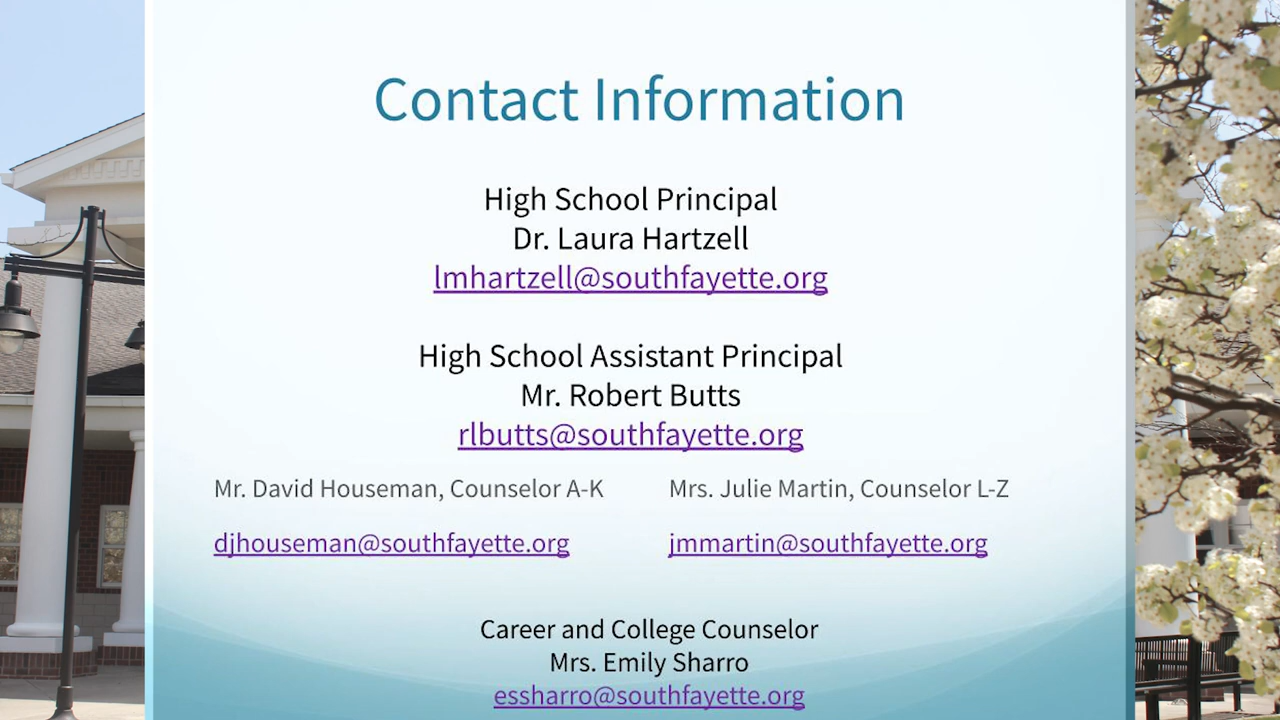 Contact Information
High School Principal
Dr. Laura Hartzell
lmhartzell@southfayette.org
High School Assistant Principal
Mr. Robert Butts
rlbutts@southfayette.org
Mr. David Houseman, Counselor A-K
djhouseman@southfayette.org
Mrs. Julie Martin, Counselor L-Z
jmmartin@southfayette.org
Career and College Counselor
Mrs. Emily Sharro
essharro@southfayette.org